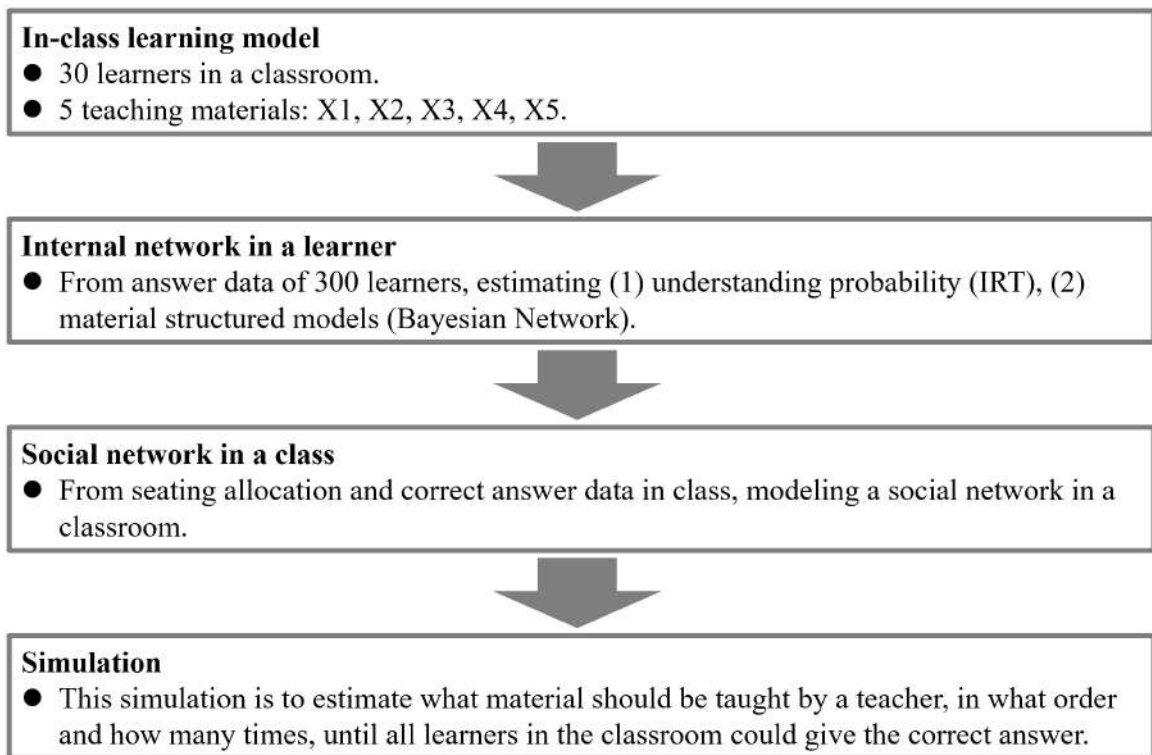 In-class learning model
● 30 learners in a classroom.
● 5 teaching materials: X1, X2, X3, X4, X5.
Internal network in a learner
● From answer data of 300 learners, estimating (1) understanding probability (IRT), (2)
material structured models (Bayesian Network).
Social network in a class
● From seating allocation and correct answer data in class, modeling a social network in a
classroom.
Simulation
● This simulation is to estimate what material should be taught by a teacher, in what order
and how many times, until all learners in the classroom could give the correct answer.